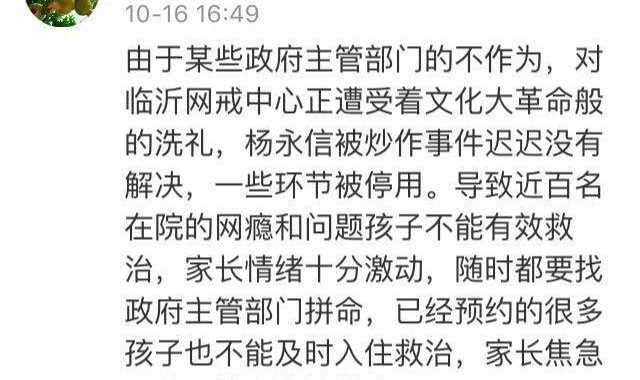 10-16 16:49
由于某些政府主管部门的不作为，对
临沂网戒中心正遭受着文化大革命般
的洗礼，杨永信被炒作事件迟迟没有
解决，一些环节被停用。导致近百名
在院的网瘾和问题孩子不能有效救
治，家长情绪十分激动，随时都要找
政府主管部门拼命，已经预约的很多
孩子也不能及时入住救治，家长焦急